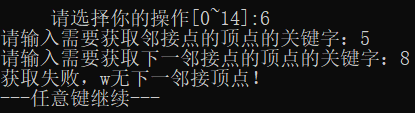 请选择你的操作[0~14]:6
请输入需要获取邻接点的顶点的关键字：5
请输入需要获取下一邻接点的顶点的关键字：8
获取失败，w无下一邻接顶点！
---任意键继续---